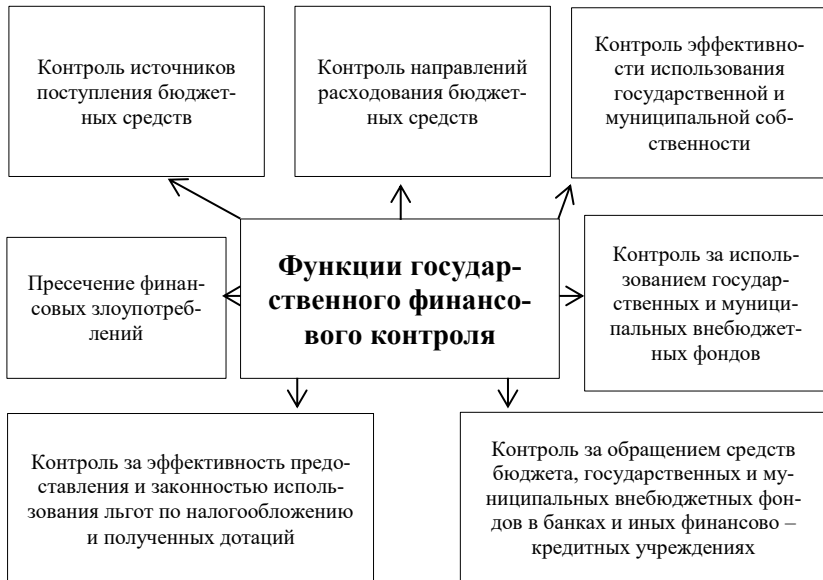 Контроль источников
поступления бюджет-
ных средств
Контроль направлений
расходования бюджет-
ных средств
Контроль эффективно-
сти использования
государственной и
муниципальной соб-
ственности
Пресечение финан-
совых злоупотреб-
лений
Функции государ-
ственного финансо-
вого контроля
Контроль за исполь-
зованием государ-
ственных и муници-
пальных внебюджет-
ных фондов
Контроль за эффективность предо-
ставления и законностью исполь-
зования льгот по налогообложению
и полученных дотаций
Контроль за обращением средств
бюджета, государственных и му-
ниципальных внебюджетных фон-
дов в банках и иных финансово –
кредитных учреждениях